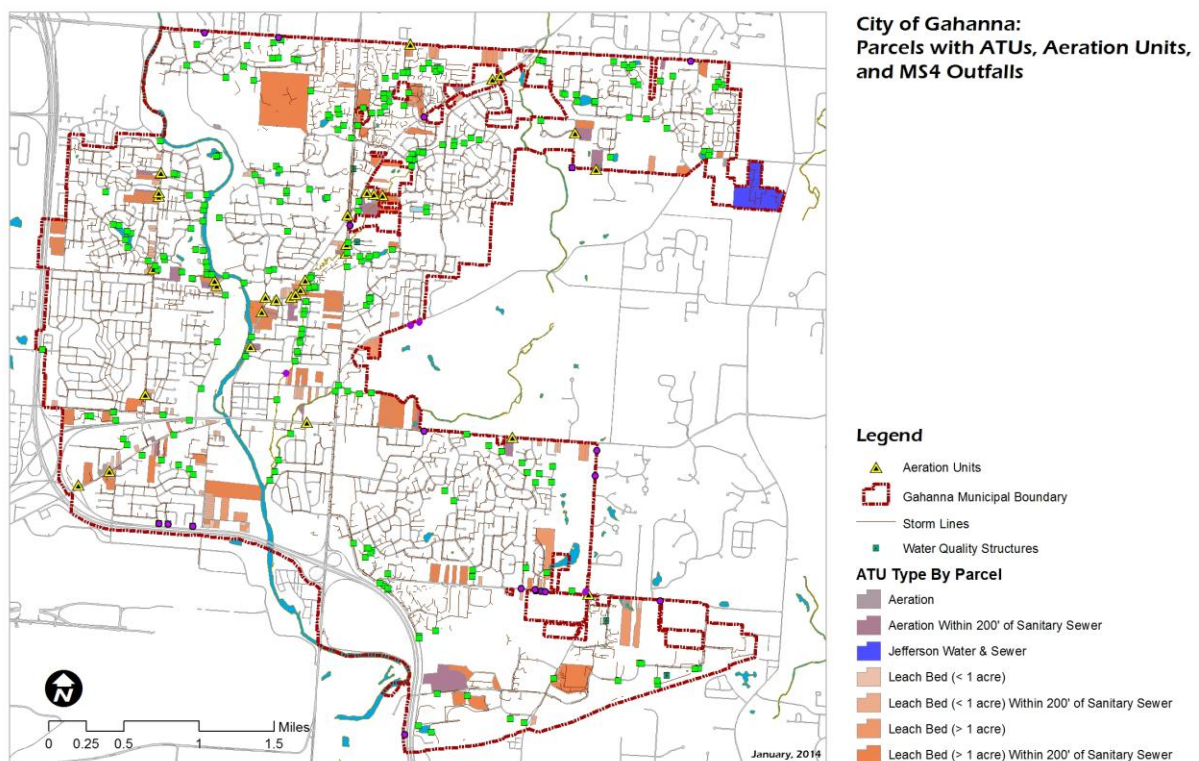 City of Gahanna:
Parcels with ATUs, Aeration Units,
and MS4 Outfalls
Legend
Aeration Units
Gahanna Municipal Boundary
Storm Lines
Water Quality Structures
ATU Type By Parcel
Aeration
Aeration Within 200' of Sanitary Sewer
Jefferson Water & Sewer
Leach Bed (< 1 acre)
Leach Bed (< 1 acre) Within 200' of Sanitary Sewer
Leach Bed (> 1 acre)
Leach Bed (> 1 acre) Within 200' of Sanitary Sewer
N
Miles
0 0.25 0.5 1 1.5
January, 2014